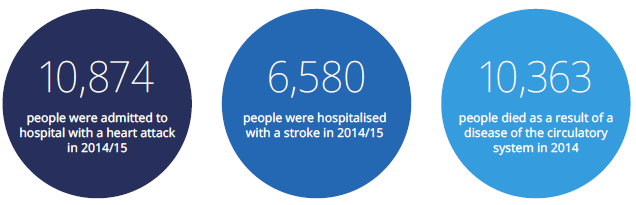 10,874
people were admitted to
hospital with a heart attack
in 2014/15
6,580
people were hospitalised
with a stroke in 2014/15
10,363
people died as a result of a
disease of the circulatory
system in 2014